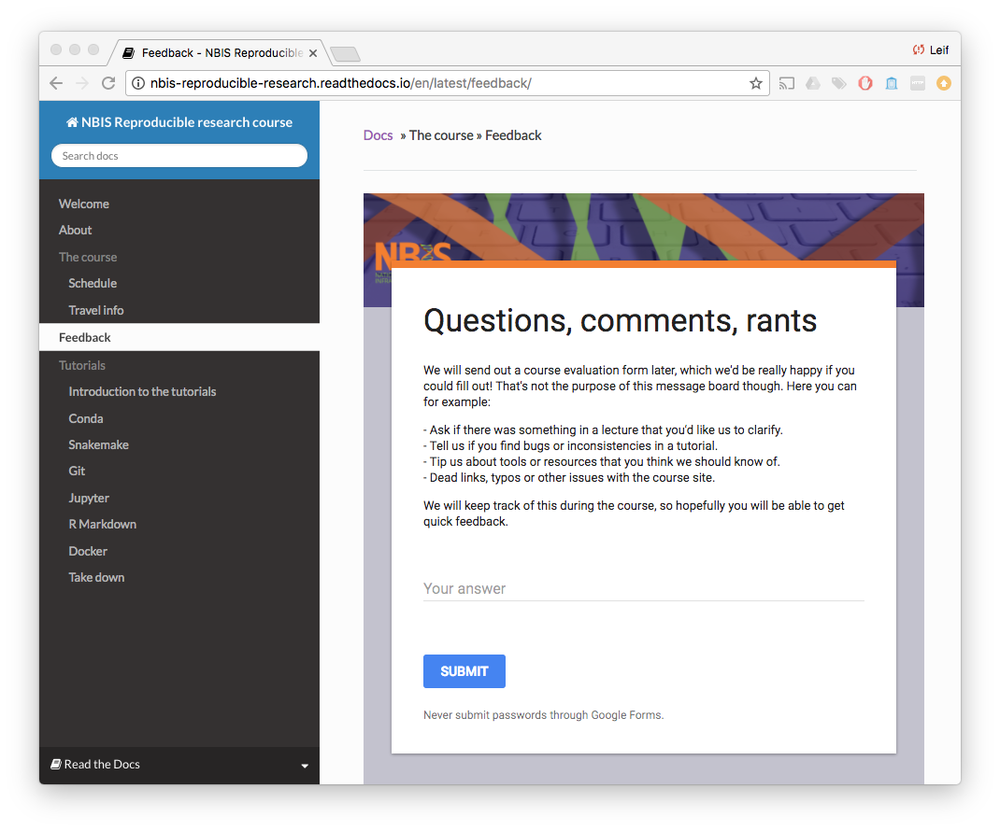 Feedback - NBIS Reproducible
Leif
nbis-reproducible-research.readthedocs.io/en/latest/feedback/
NBIS Reproducible research course
Search docs
Welcome
About
The course
Schedule
Travel info
Feedback
Tutorials
Introduction to the tutorials
Conda
Snakemake
Git
Jupyter
R Markdown
Docker
Take down
Read the Docs
Docs » The course » Feedback
NBIS
Questions, comments, rants
We will send out a course evaluation form later, which we'd be really happy if you
could fill out! That's not the purpose of this message board though. Here you can
for example:
- Ask if there was something in a lecture that you'd like us to clarify.
- Tell us if you find bugs or inconsistencies in a tutorial.
- Tip us about tools or resources that you think we should know of.
- Dead links, typos or other issues with the course site.
We will keep track of this during the course, so hopefully you will be able to get
quick feedback.
Your answer
SUBMIT
Never submit passwords through Google Forms.